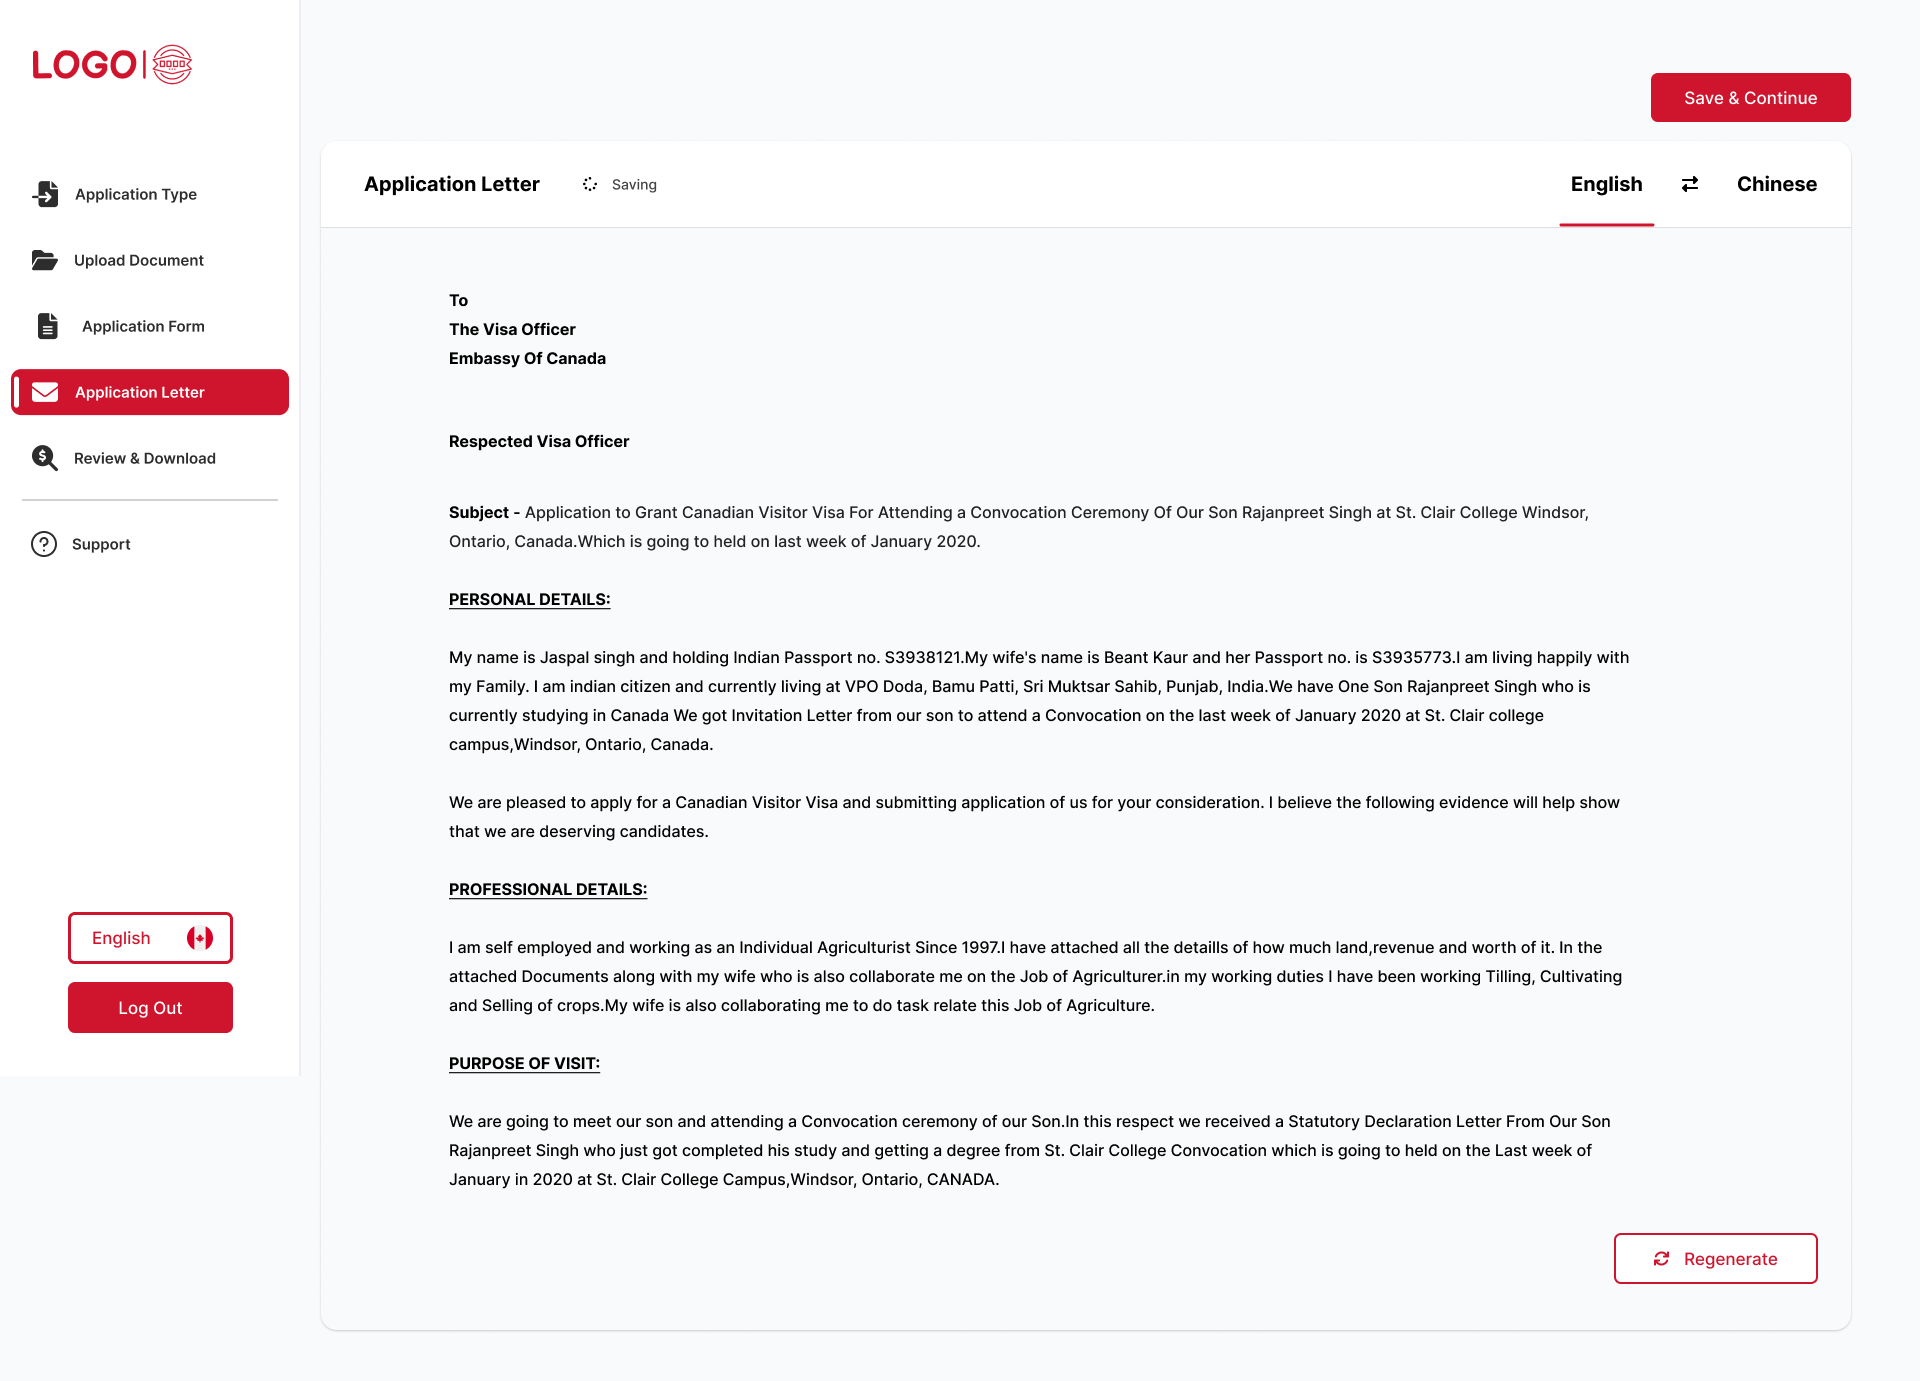 LOGO
Save & Continue
Application Type
Upload Document
Application Form
Application Letter
Review & Download
Support
English
Log Out
Application Letter
Saving
English
Chinese
To
The Visa Officer
Embassy Of Canada
Respected Visa Officer
Subject - Application to Grant Canadian Visitor Visa For Attending a Convocation Ceremony Of Our Son Rajanpreet Singh at St. Clair College Windsor,
Ontario, Canada.Which is going to held on last week of January 2020.
PERSONAL DETAILS:
My name is Jaspal singh and holding Indian Passport no. S3938121.My wife's name is Beant Kaur and her Passport no. is S3935773.I am living happily with
my Family. I am indian citizen and currently living at VPO Doda, Bamu Patti, Sri Muktsar Sahib, Punjab, India.We have One Son Rajanpreet Singh who is
currently studying in Canada We got Invitation Letter from our son to attend a Convocation on the last week of January 2020 at St. Clair college
campus,Windsor, Ontario, Canada.
We are pleased to apply for a Canadian Visitor Visa and submitting application of us for your consideration. I believe the following evidence will help show
that we are deserving candidates.
PROFESSIONAL DETAILS:
I am self employed and working as an Individual Agriculturist Since 1997.I have attached all the detaills of how much land,revenue and worth of it. In the
attached Documents along with my wife who is also collaborate me on the Job of Agriculturer.in my working duties I have been working Tilling, Cultivating
and Selling of crops.My wife is also collaborating me to do task relate this Job of Agriculture.
PURPOSE OF VISIT:
We are going to meet our son and attending a Convocation ceremony of our Son.In this respect we received a Statutory Declaration Letter From Our Son
Rajanpreet Singh who just got completed his study and getting a degree from St. Clair College Convocation which is going to held on the Last week of
January in 2020 at St. Clair College Campus,Windsor, Ontario, CANADA.
Regenerate